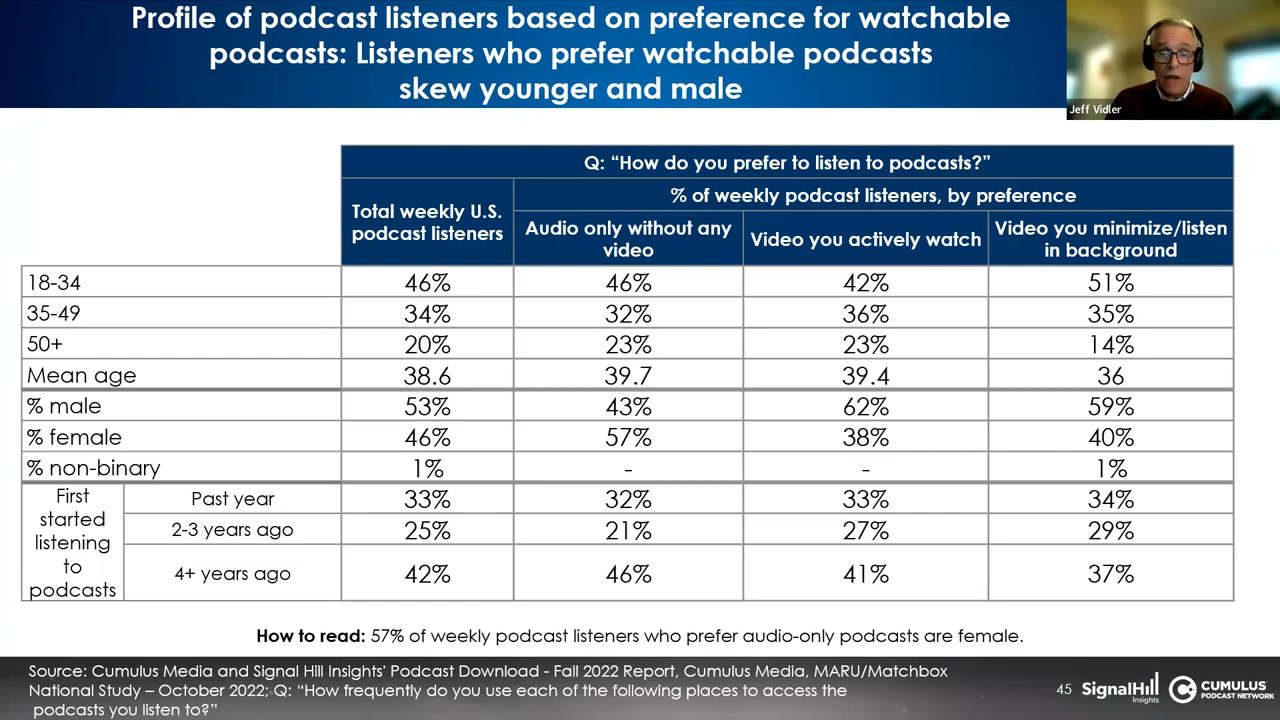 Profile of podcast listeners based on preference for watchable
podcasts: Listeners who prefer watchable podcasts
skew younger and male
Jeff Vidler
Q: “How do you prefer to listen to podcasts?”
Total weekly U.S.
podcast listeners
% of weekly podcast listeners, by preference
Audio only without any
video
Video you actively watch
Video you minimize/listen
in background
18-34 46% 46% 42% 51%
35-49 34% 32% 36% 35%
50+ 20% 23% 23% 14%
Mean age 38.6 39.7 39.4 36
% male 53% 43% 62% 59%
% female 46% 57% 38% 40%
% non-binary 1% - - 1%
First
started
listening
to
podcasts
Past year 33% 32% 33% 34%
2-3 years ago 25% 21% 27% 29%
4+ years ago 42% 46% 41% 37%
How to read: 57% of weekly podcast listeners who prefer audio-only podcasts are female.
Source: Cumulus Media and Signal Hill Insights' Podcast Download - Fall 2022 Report, Cumulus Media, MARU/Matchbox
National Study – October 2022; Q: “How frequently do you use each of the following places to access the
podcasts you listen to?”
45
SignalHill
Insights
CUMULUS
PODCAST NETWORK